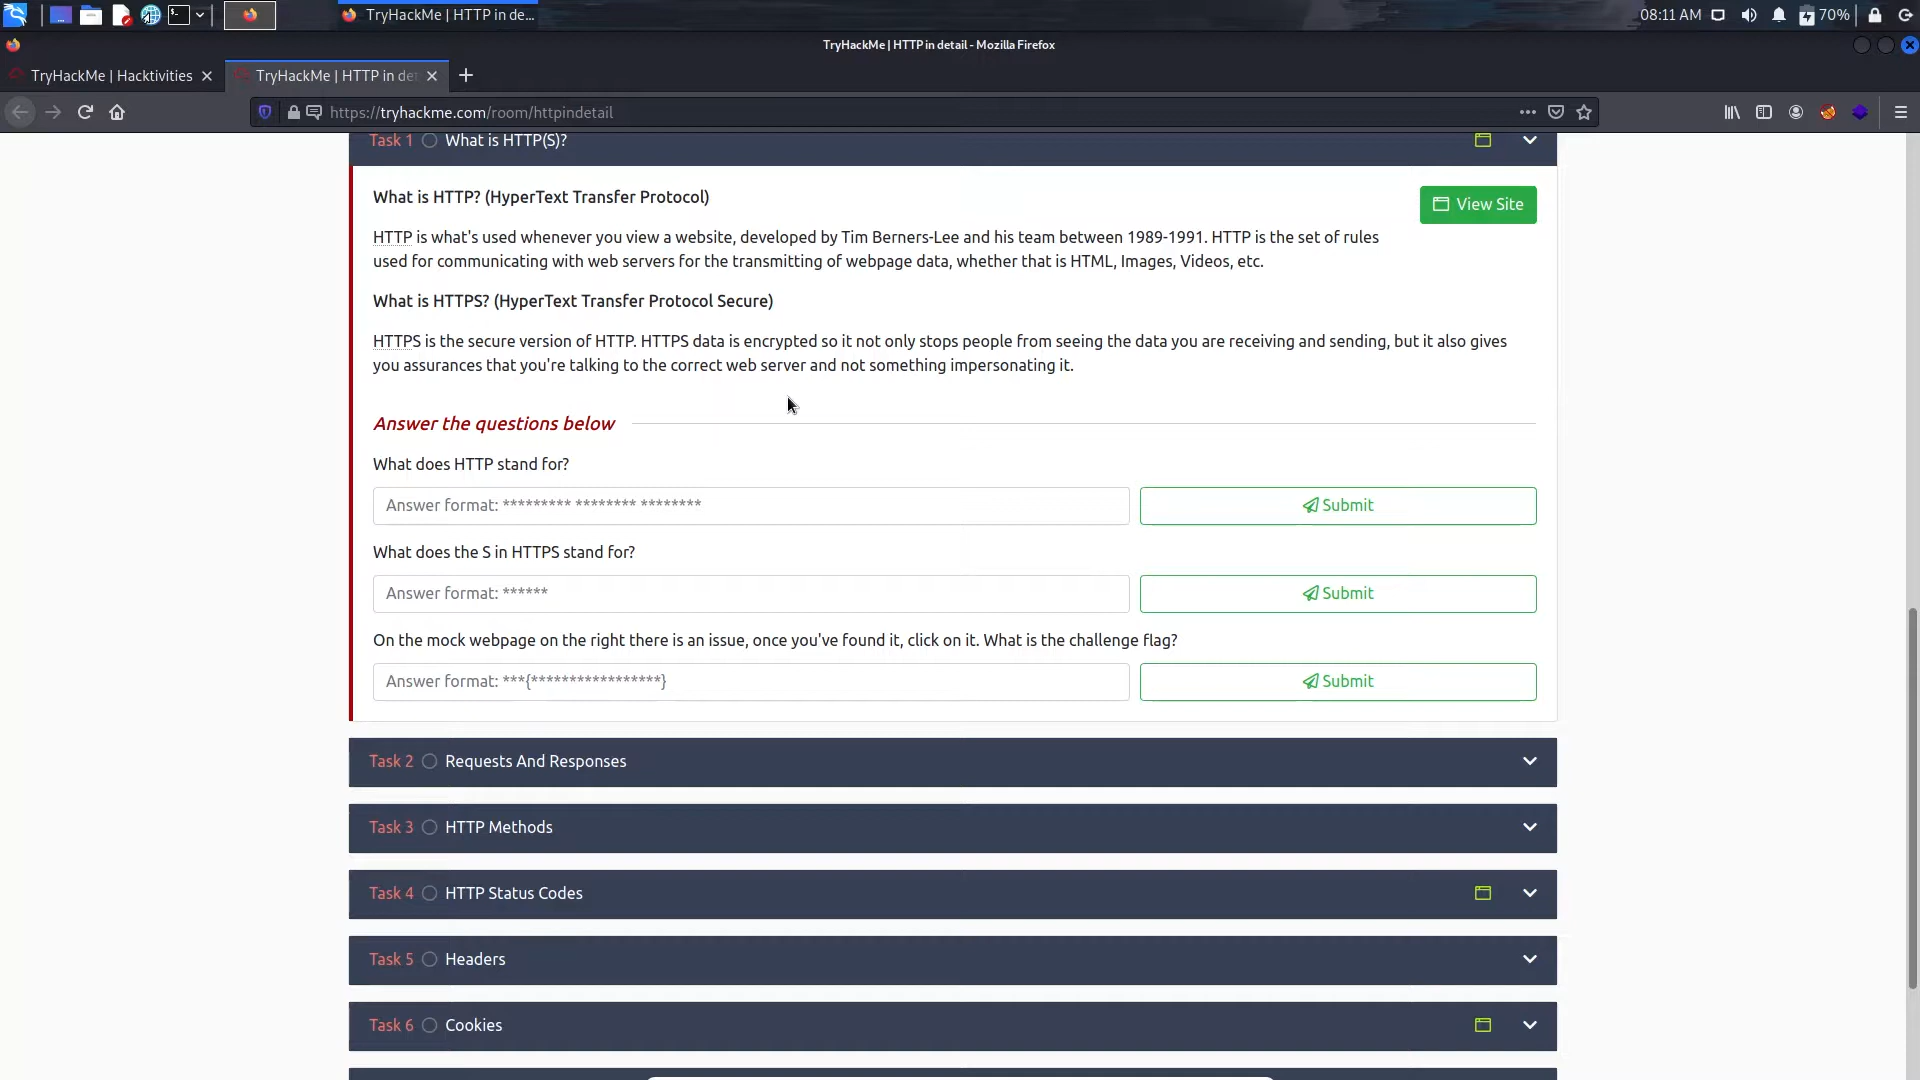 TryHackMe | HTTP in de...
08:11 AM
70%
TryHackMe | HTTP in detail - Mozilla Firefox
TryHackMe | Hacktivities
TryHackMe | HTTP in det
https://tryhackme.com/room/httpindetail
Task 1 What is HTTP(S)?
What is HTTP? (HyperText Transfer Protocol)
View Site
HTTP is what's used whenever you view a website, developed by Tim Berners-Lee and his team between 1989-1991. HTTP is the set of rules
used for communicating with web servers for the transmitting of webpage data, whether that is HTML, Images, Videos, etc.
What is HTTPS? (HyperText Transfer Protocol Secure)
HTTPS is the secure version of HTTP. HTTPS data is encrypted so it not only stops people from seeing the data you are receiving and sending, but it also gives
you assurances that you're talking to the correct web server and not something impersonating it.
Answer the questions below
What does HTTP stand for?
Answer format: ********* ******** ********
Submit
What does the S in HTTPS stand for?
Answer format: ******
Submit
On the mock webpage on the right there is an issue, once you've found it, click on it. What is the challenge flag?
Answer format: ***{*****************}
Submit
Task 2 Requests And Responses
Task 3 HTTP Methods
Task 4 HTTP Status Codes
Task 5 Headers
Task 6 Cookies